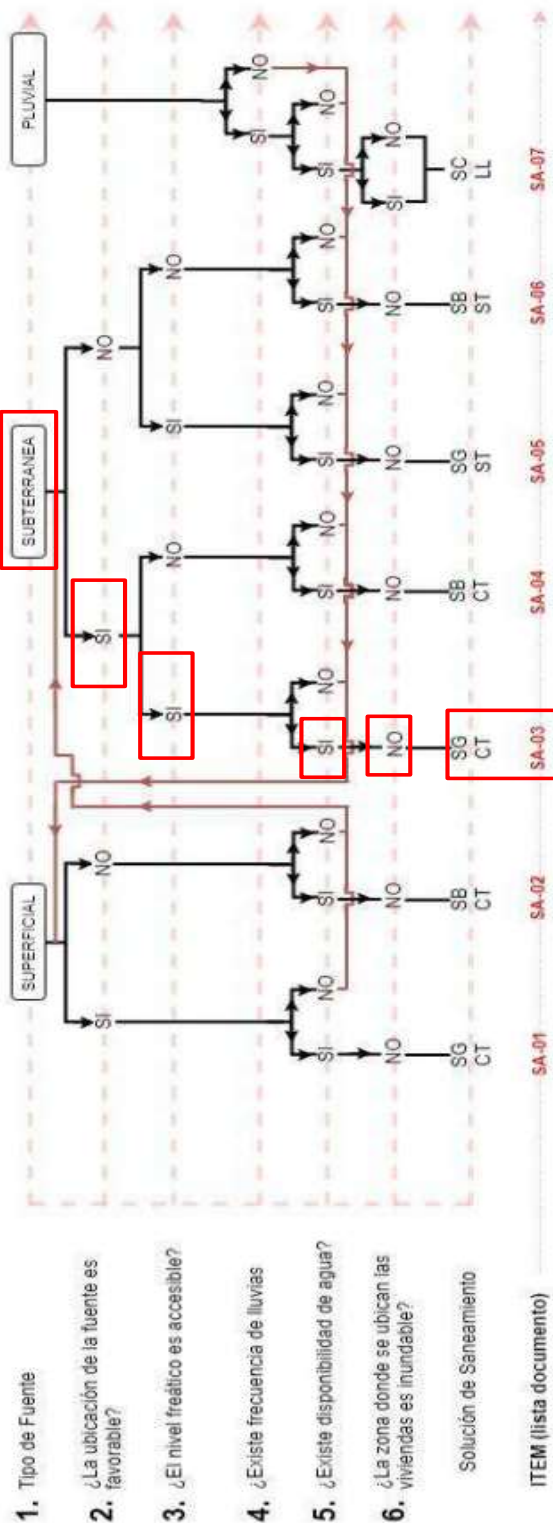 1. Tipo de Fuente
SUPERFICIAL
SUBTERRANEA
PLUVIAL
2. ¿La ubicación de la fuente es
favorable?
SI
NO
SI
NO
3. ¿El nivel freático es accesible?
SI
NO
SI
NO
4. ¿Existe frecuencia de lluvias
SI
NO
5. ¿Existe disponibilidad de agua?
SI
NO
SI
NO
SI
NO
SI
NO
SI
NO
SI
NO
SI
NO
6. ¿La zona donde se ubican las
viviendas es inundable?
NO
NO
NO
NO
NO
NO
SI
NO
Solución de Saneamiento
SG
CT
SB
CT
SG
CT
SB
CT
SG
ST
SB
ST
SC
LL
ITEM (lista documento)
SA-01
SA-02
SA-03
SA-04
SA-05
SA-06
SA-07